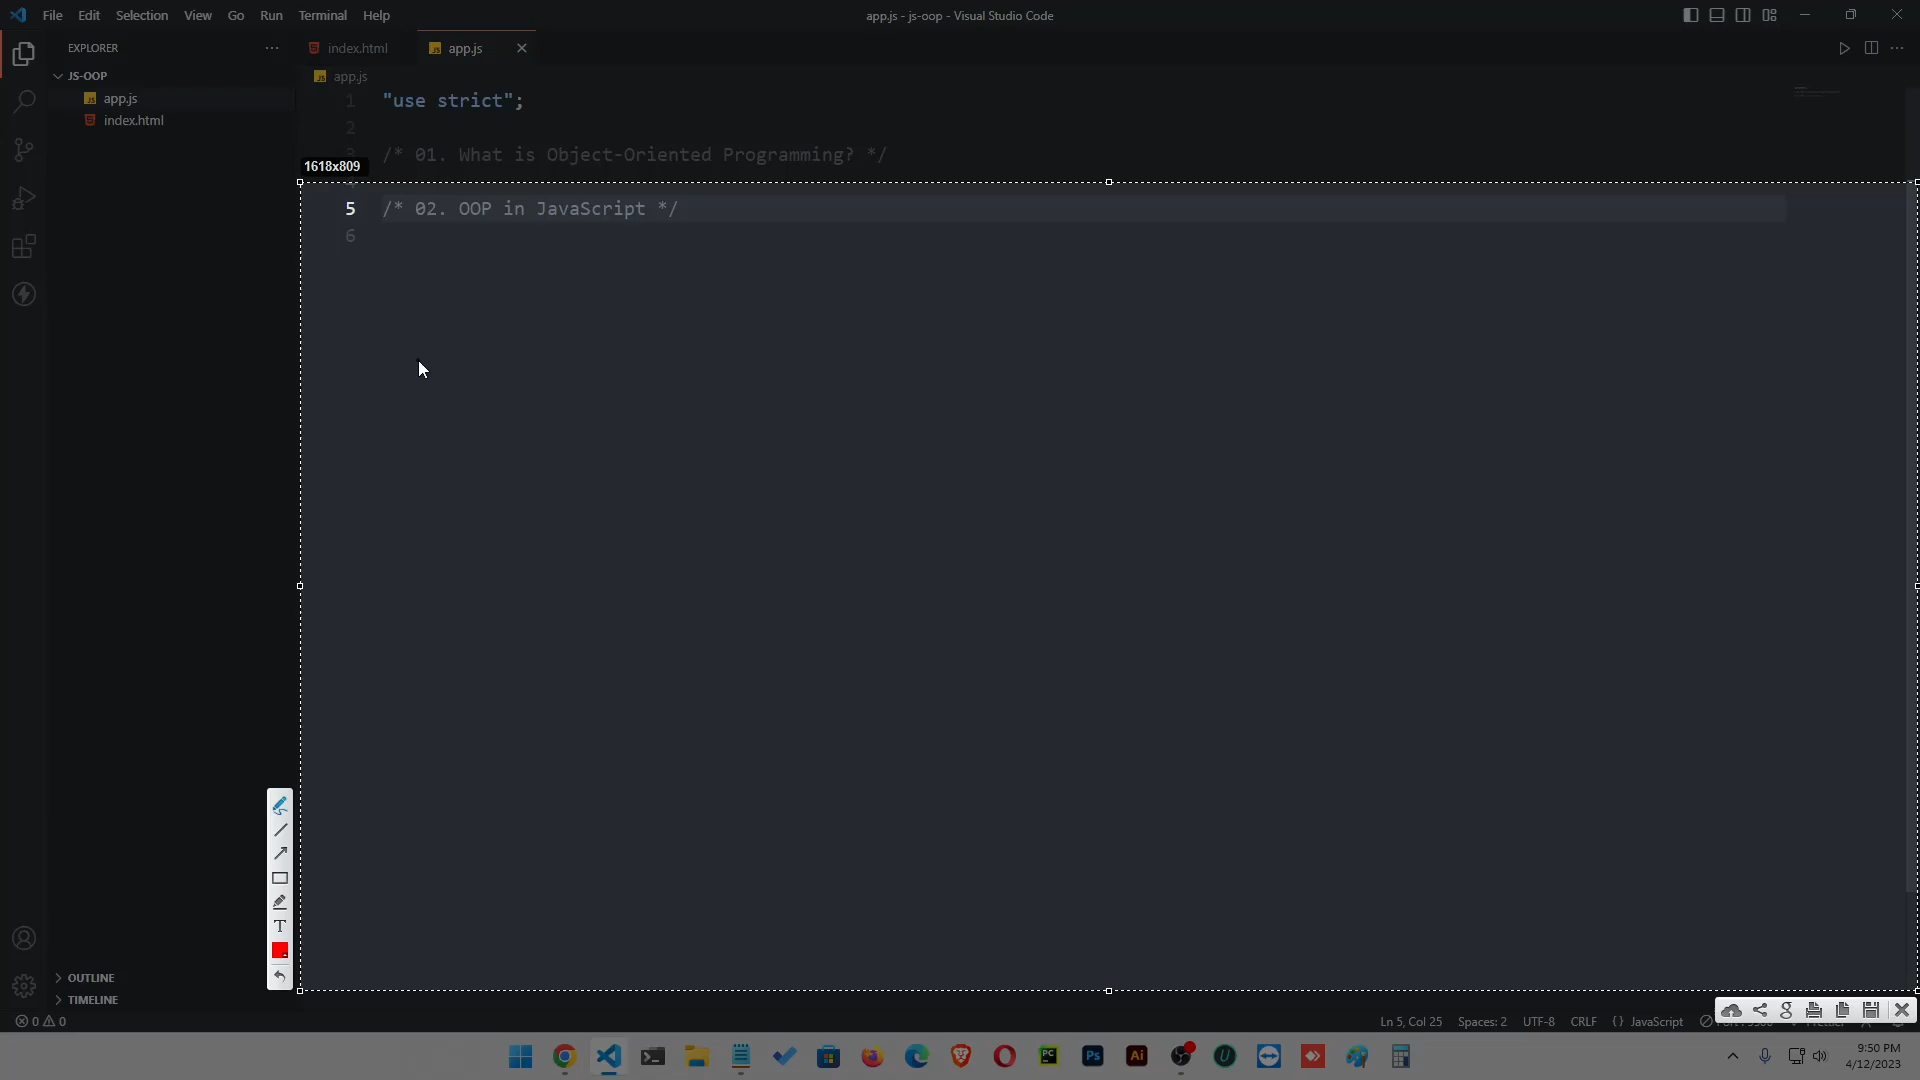 File Edit Selection View Go Run Terminal Help
app.js - js-oop - Visual Studio Code
EXPLORER
JS-OOP
app.js
index.html
index.html
app.js
app.js
1 "use strict";
2
3 /* 01. What is Object-Oriented Programming? */
1618x809
5 /* 02. OOP in JavaScript */
6
T
OUTLINE
TIMELINE
0 0
Ln 5, Col 25 Spaces: 2 UTF-8 CRLF {} JavaScript
PC Ps Ai U
9:50 PM
4/12/2023